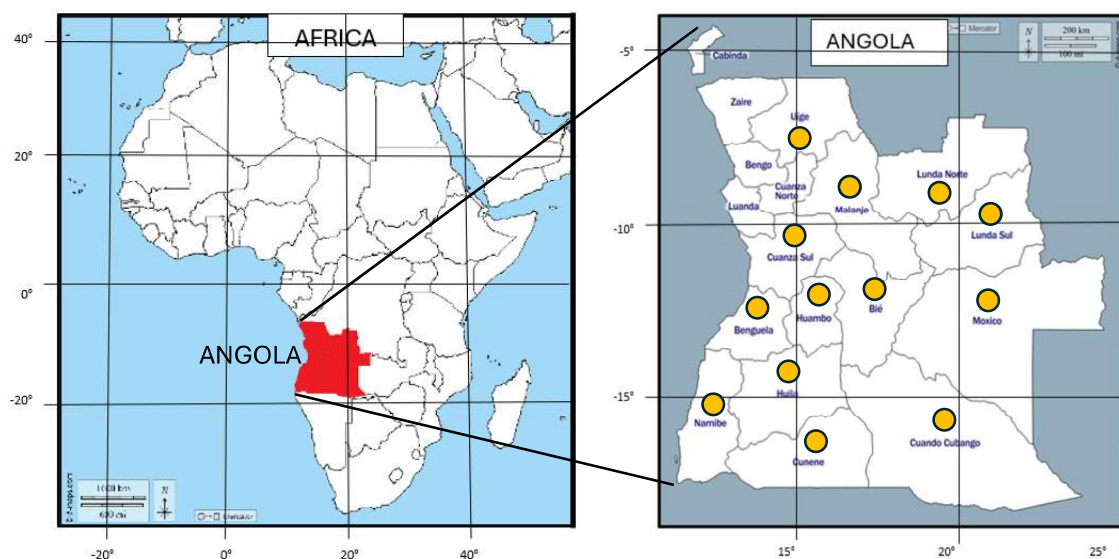 AFRICA
40°
20°
0°
-20°
ANGOLA
1000 km
600 mi
N
-20°
0°
20°
40°
ANGOLA
Mercator
N
200 km
100 mi
-5°
-10°
-15°
Cabinda
Zaire
Uige
Bengo
Cuanza
Norte
Luanda
Malanje
Lunda Norte
Lunda Sul
Cuanza Sul
Benguela
Huambo
Bié
Moxico
Huila
Namibe
Cunene
Cuando Cubango
15°
20°
25°